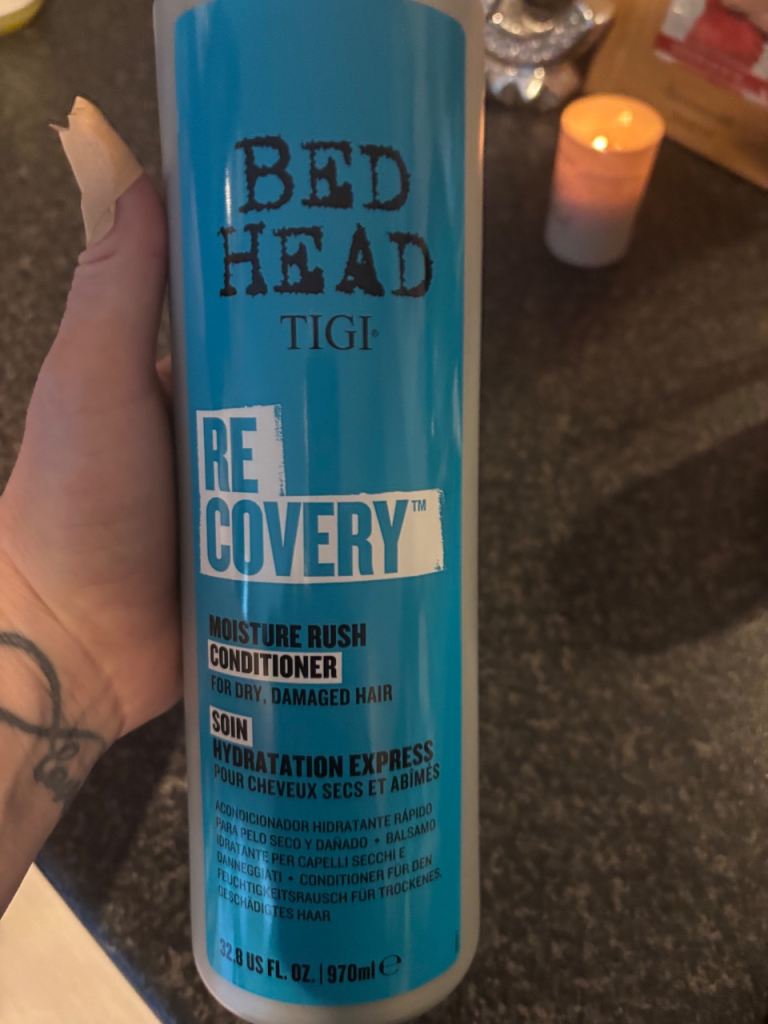 BED
HEAD
TIGI®
RE
COVERY™
MOISTURE RUSH
CONDITIONER
FOR DRY, DAMAGED HAIR
SOIN
HYDRATATION EXPRESS
POUR CHEVEUX SECS ET ABÎMÉS
ACONDICIONADOR HIDRATANTE RÁPIDO
PARA PELO SECO Y DAÑADO • BALSAMO
IDRATANTE PER CAPELLI SECCHI E
DANNEGGIATI • CONDITIONER FÜR DEN
FEUCHTIGKEITSRAUSCH FÜR TROCKENES,
GESCHÄDIGTES HAAR
32.8 US FL. OZ. | 970ml ℮